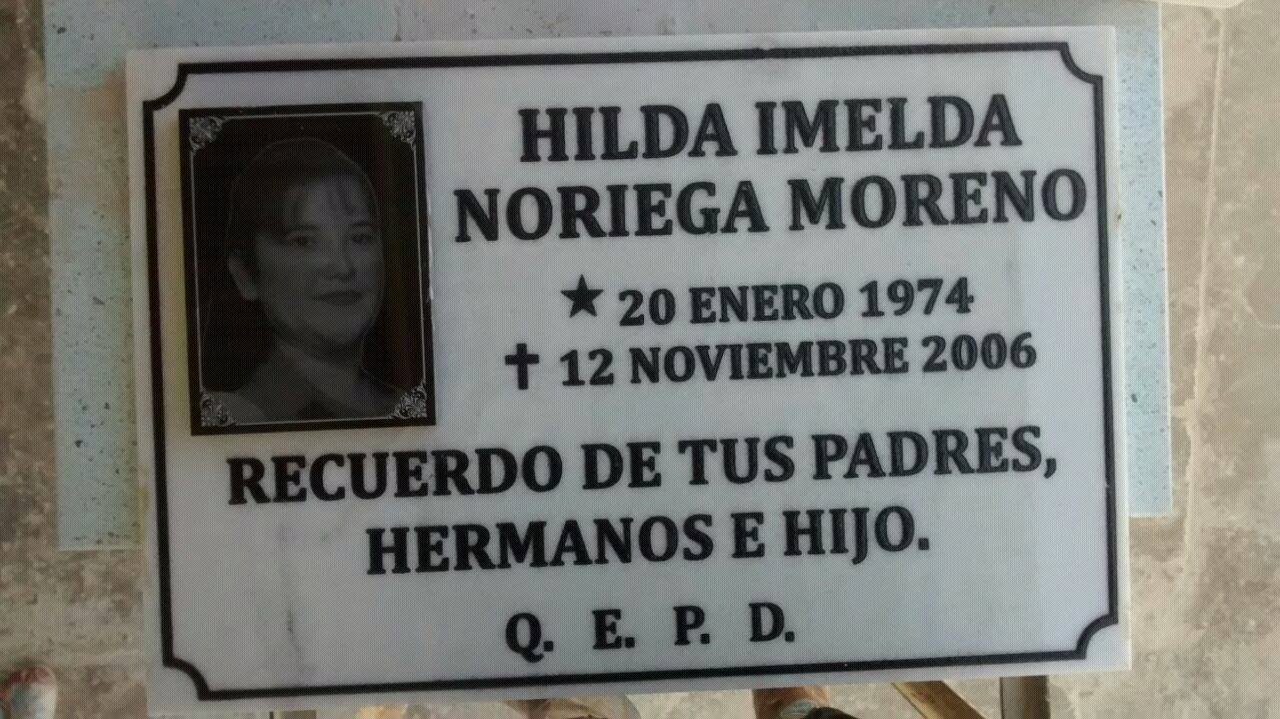 HILDA IMELDA
NORIEGA MORENO
★ 20 ENERO 1974
✝ 12 NOVIEMBRE 2006
RECUERDO DE TUS PADRES,
HERMANOS E HIJO.
Q. E. P. D.